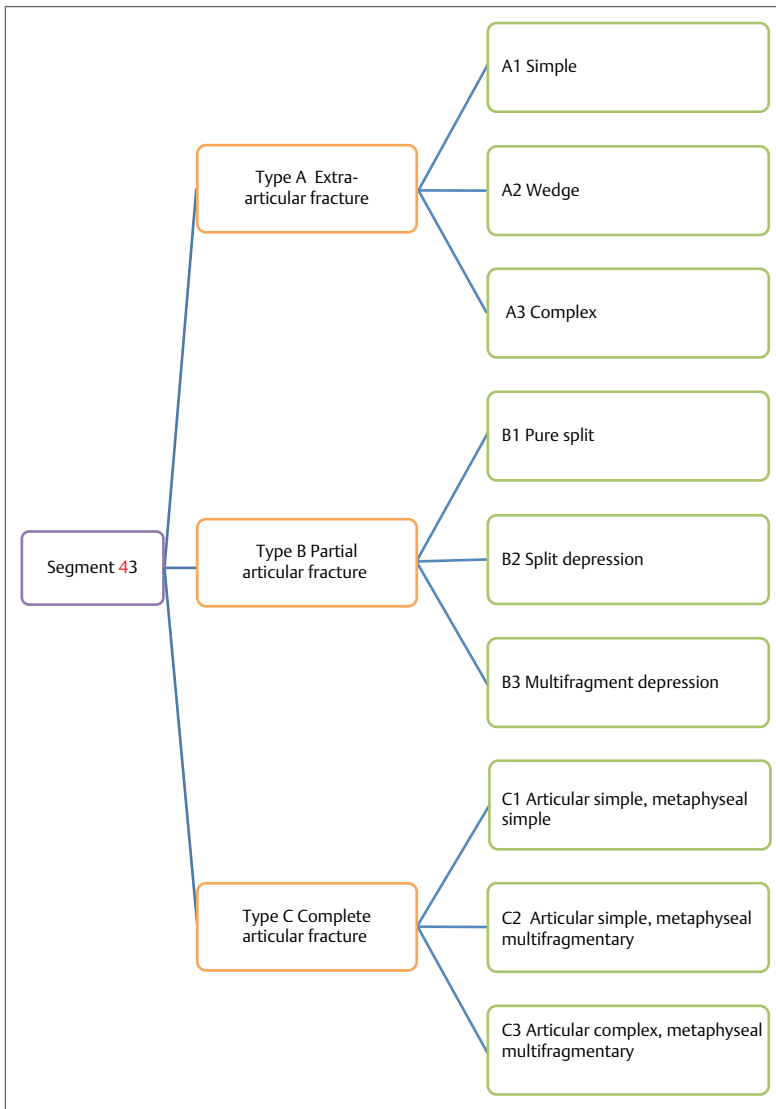 A1 Simple
Type A Extra-
articular fracture
A2 Wedge
A3 Complex
B1 Pure split
Segment 43
Type B Partial
articular fracture
B2 Split depression
B3 Multifragment depression
C1 Articular simple, metaphyseal
simple
Type C Complete
articular fracture
C2 Articular simple, metaphyseal
multifragmentary
C3 Articular complex, metaphyseal
multifragmentary